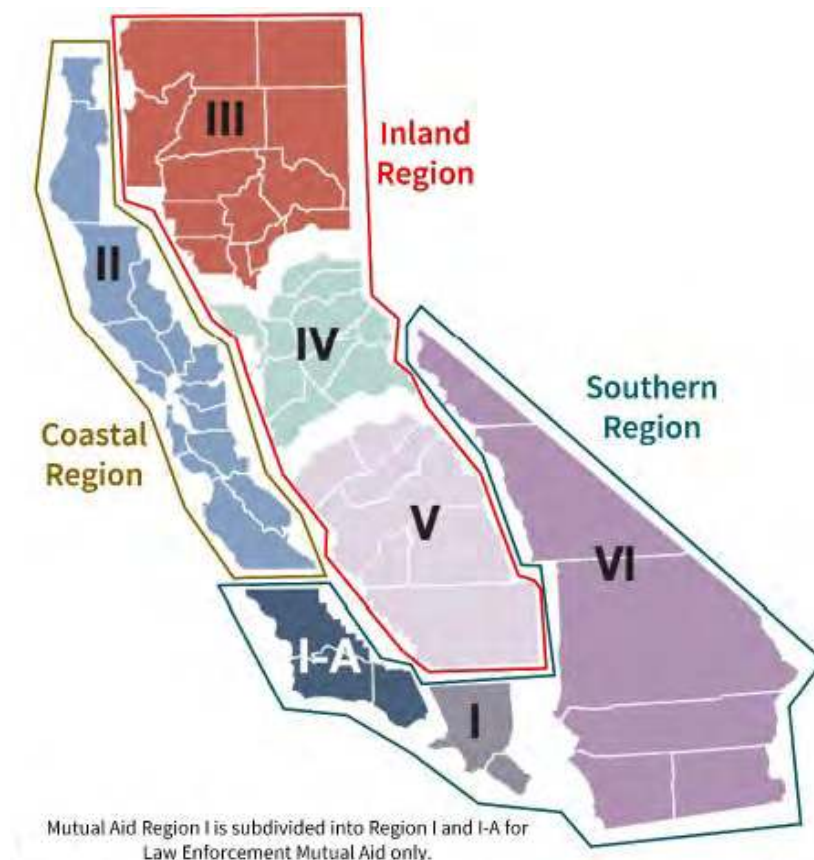 III
Inland
Region
II
IV
Southern
Region
Coastal
Region
V
VI
I-A
I
Mutual Aid Region I is subdivided into Region I and I-A for
Law Enforcement Mutual Aid only.